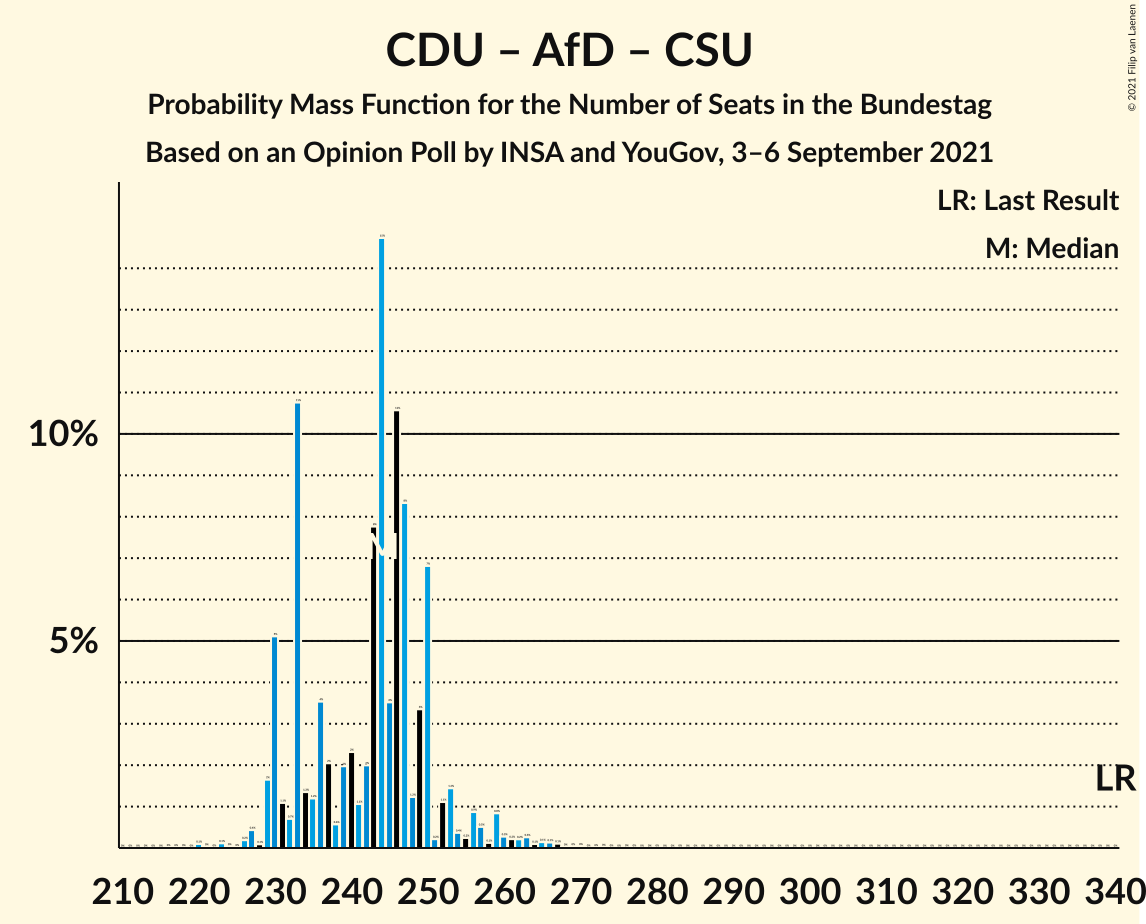 CDU – AfD – CSU
Probability Mass Function for the Number of Seats in the Bundestag
Based on an Opinion Poll by INSA and YouGov, 3–6 September 2021
© 2021 Filip van Laenen
LR: Last Result
M: Median
10%
5%
M
LR
210 220 230 240 250 260 270 280 290 300 310 320 330 340